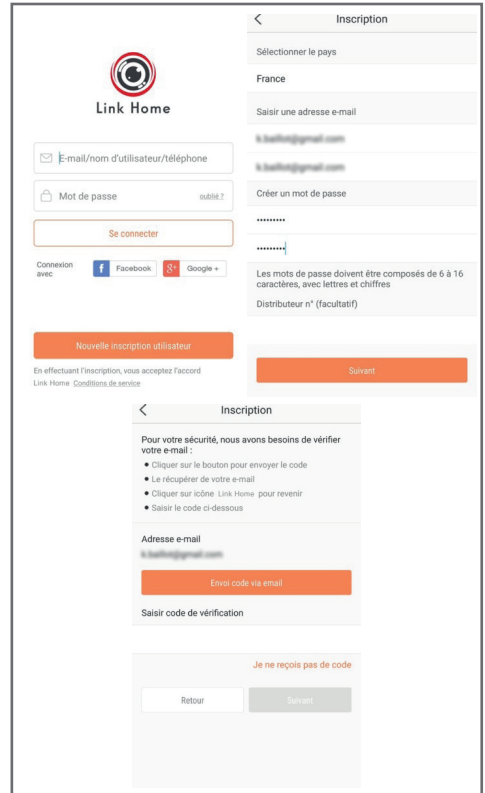 Link Home
E-mail/nom d'utilisateur/téléphone
Mot de passe
oublié ?
Se connecter
Connexion
avec
f Facebook
g+ Google +
Nouvelle inscription utilisateur
En effectuant l'inscription, vous acceptez l'accord
Link Home Conditions de service
Inscription
Sélectionner le pays
France
Saisir une adresse e-mail
Créer un mot de passe
•••••••••
•••••••••
Les mots de passe doivent être composés de 6 à 16
caractères, avec lettres et chiffres
Distributeur n° (facultatif)
Suivant
Inscription
Pour votre sécurité, nous avons besoins de vérifier
votre e-mail :
• Cliquer sur le bouton pour envoyer le code
• Le récupérer de votre e-mail
• Cliquer sur icône Link Home pour revenir
• Saisir le code ci-dessous
Adresse e-mail
Envoi code via email
Saisir code de vérification
Je ne reçois pas de code
Retour
Suivant